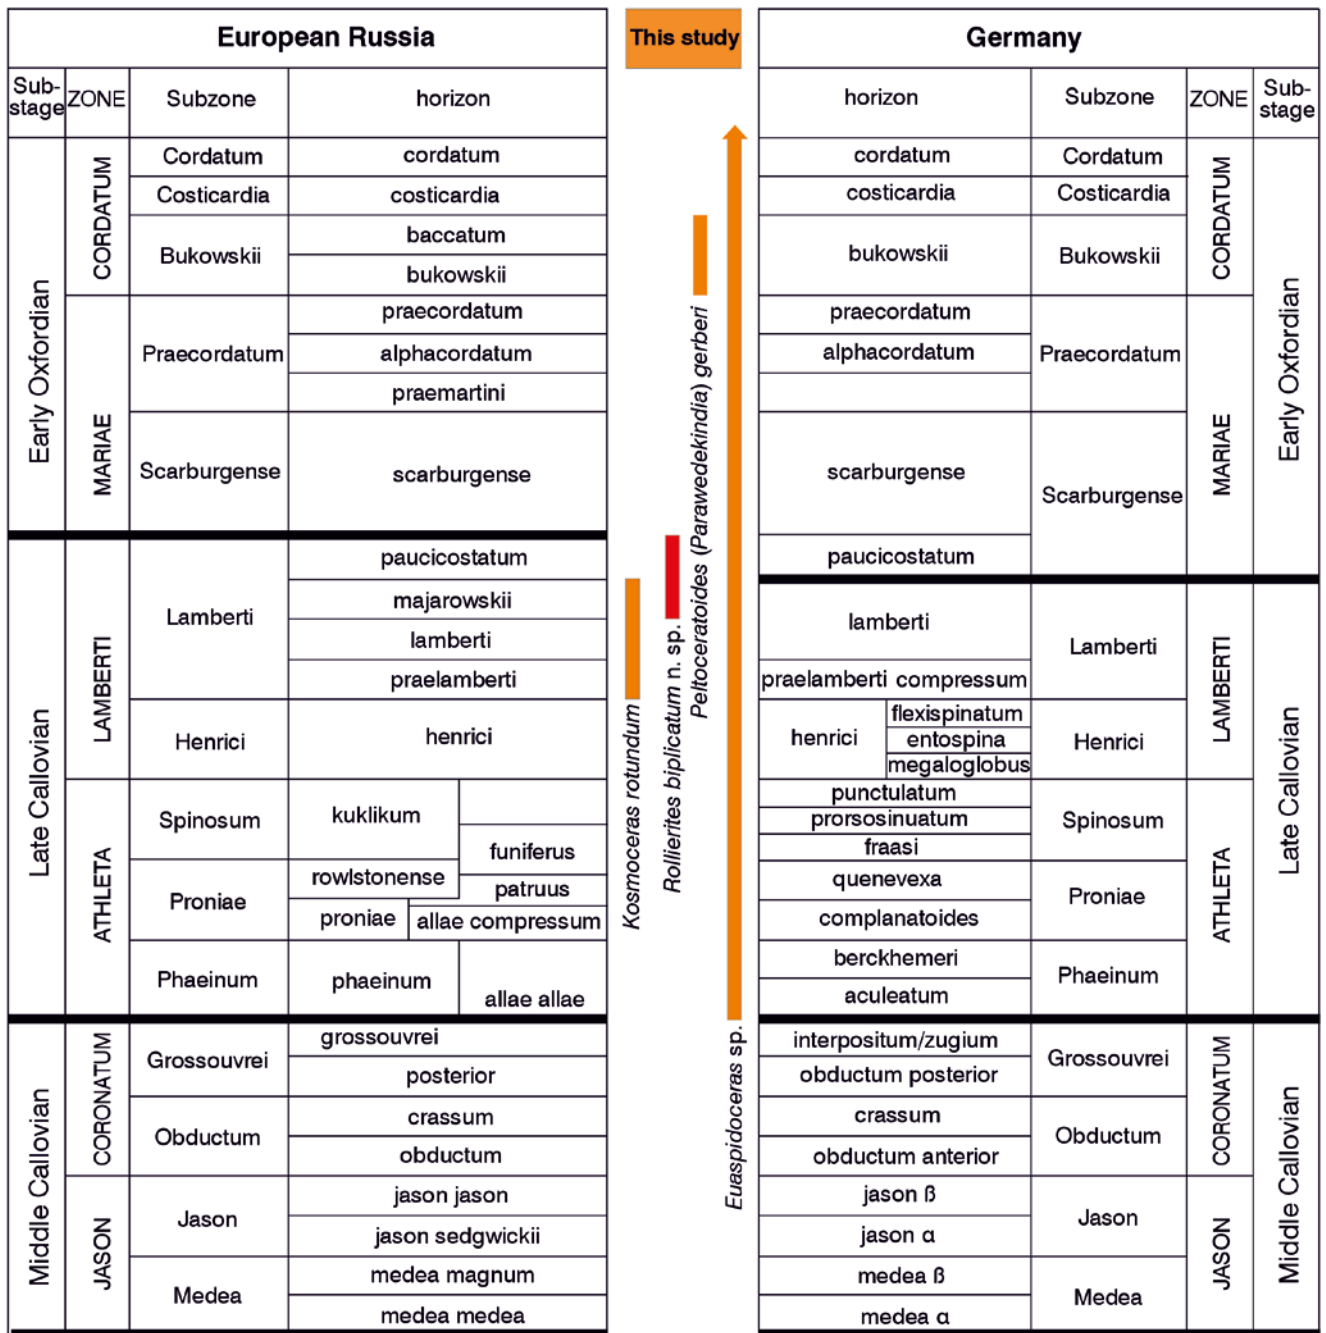 European Russia
Sub-
stage
ZONE
Subzone
horizon
Early Oxfordian
CORDATUM
Cordatum
cordatum
Costicardia
costicardia
Bukowskii
baccatum
bukowskii
MARIAE
Praecordatum
praecordatum
alphacordatum
praemartini
Scarburgense
scarburgense
Late Callovian
LAMBERTI
Lamberti
paucicostatum
majarowskii
lamberti
praelamberti
Henrici
henrici
ATHLETA
Spinosum
kuklikum
funiferus
Proniae
rowlstonense
patruus
proniae
allae compressum
Phaeinum
phaeinum
allae allae
Middle Callovian
CORONATUM
Grossouvrei
grossouvrei
posterior
Obductum
crassum
obductum
JASON
Jason
jason jason
jason sedgwickii
Medea
medea magnum
medea medea
This study
Kosmoceras rotundum
Rollierites biplicatum n. sp.
Peltoceratoides (Parawedekindia) gerberi
Euaspidoceras sp.
Germany
horizon
Subzone
ZONE
Sub-
stage
cordatum
Cordatum
CORDATUM
Early Oxfordian
costicardia
Costicardia
bukowskii
Bukowskii
praecordatum
alphacordatum
Praecordatum
MARIAE
scarburgense
Scarburgense
paucicostatum
lamberti
Lamberti
LAMBERTI
Late Callovian
praelamberti compressum
henrici
flexispinatum
entospina
megaloglobus
Henrici
punctulatum
prorsosinuatum
fraasi
Spinosum
ATHLETA
quenevexa
complanatoides
Proniae
berckhemeri
aculeatum
Phaeinum
interpositum/zugium
obductum posterior
Grossouvrei
CORONATUM
Middle Callovian
crassum
obductum anterior
Obductum
jason ß
jason α
Jason
JASON
medea ß
medea α
Medea